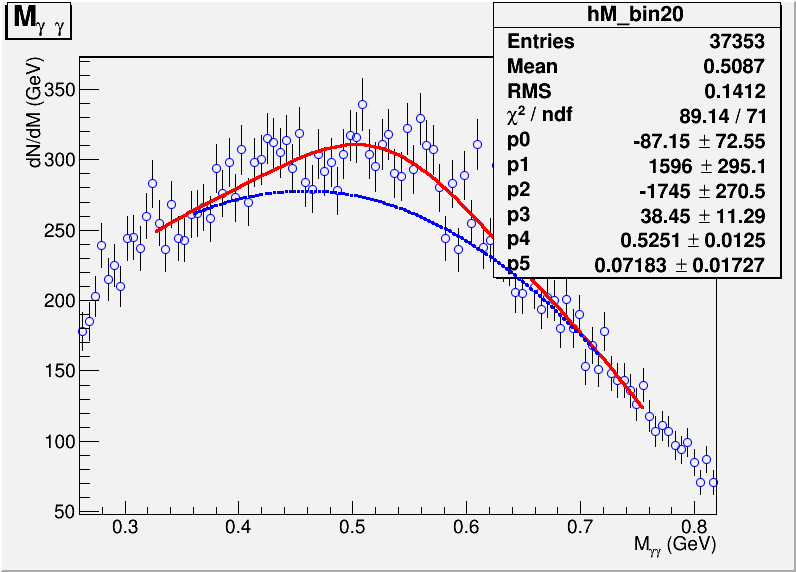 M_γ γ
hM_bin20
Entries 37353
Mean 0.5087
RMS 0.1412
χ² / ndf 89.14 / 71
p0 -87.15 ± 72.55
p1 1596 ± 295.1
p2 -1745 ± 270.5
p3 38.45 ± 11.29
p4 0.5251 ± 0.0125
p5 0.07183 ± 0.01727
dN/dM (GeV)
350
300
250
200
150
100
50
0.3 0.4 0.5 0.6 0.7 0.8
M_γγ (GeV)